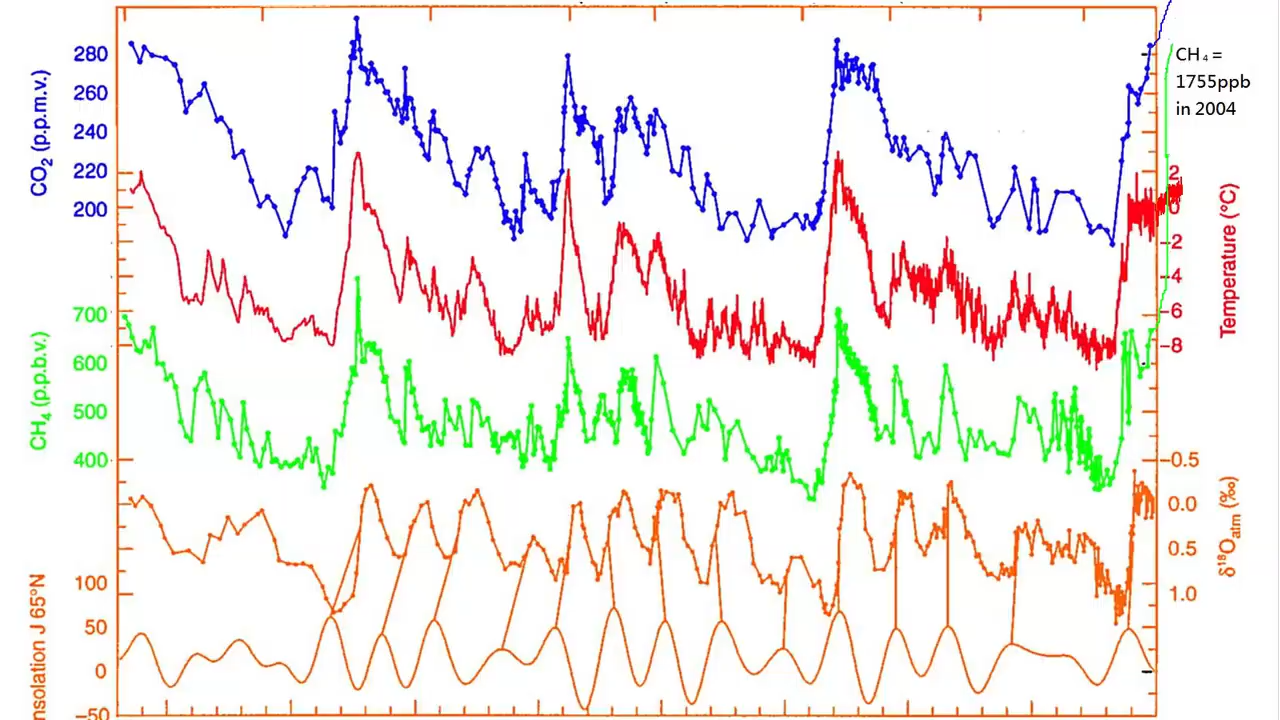 280
260
240
220
200
CO2 (p.p.m.v.)
CH4 =
1755ppb
in 2004
2
0
-2
-4
-6
-8
Temperature (°C)
700
600
500
400
CH4 (p.p.b.v.)
-0.5
0.0
0.5
1.0
δ18Oatm (‰)
100
50
0
-50
nsolation J 65°N